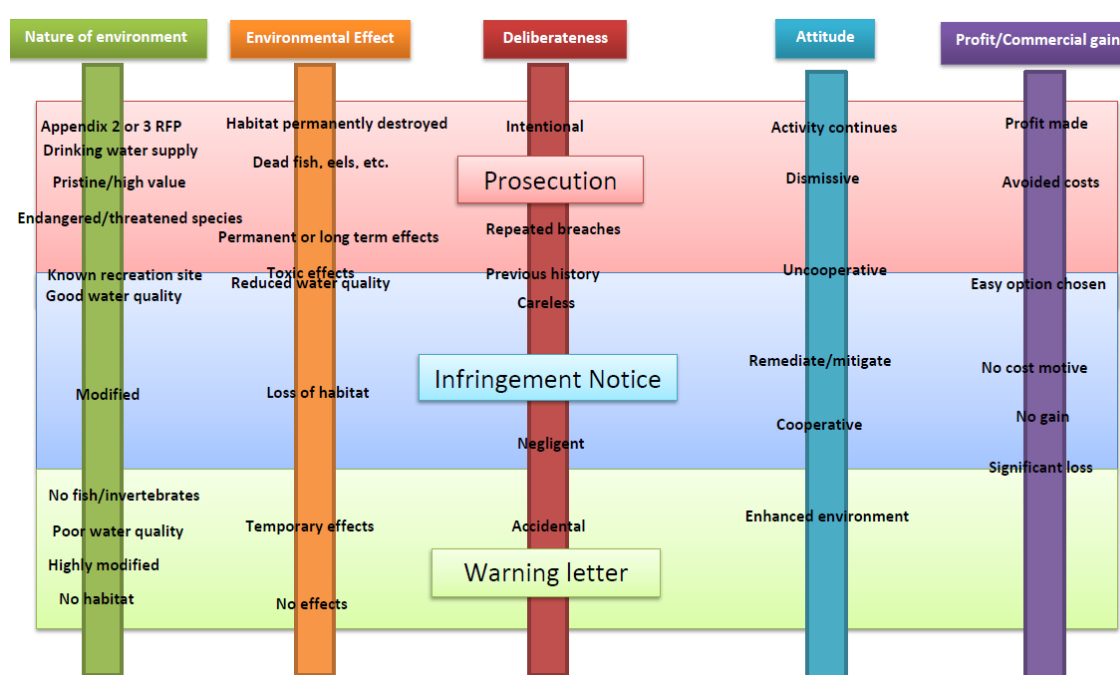 Nature of environment
Environmental Effect
Deliberateness
Attitude
Profit/Commercial gain
Appendix 2 or 3 RFP
Drinking water supply
Pristine/high value
Endangered/threatened species
Known recreation site
Good water quality
Modified
No fish/invertebrates
Poor water quality
Highly modified
No habitat
Habitat permanently destroyed
Dead fish, eels, etc.
Permanent or long term effects
Toxic effects
Reduced water quality
Loss of habitat
Temporary effects
No effects
Intentional
Prosecution
Repeated breaches
Previous history
Careless
Infringement Notice
Negligent
Accidental
Warning letter
Activity continues
Dismissive
Uncooperative
Remediate/mitigate
Cooperative
Enhanced environment
Profit made
Avoided costs
Easy option chosen
No cost motive
No gain
Significant loss